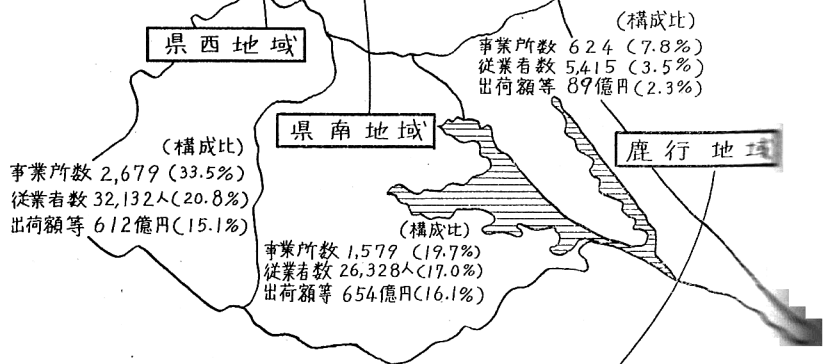 県西地域
(構成比)
事業所数 624 (7.8%)
従業者数 5,415 (3.5%)
出荷額等 89億円(2.3%)
県南地域
鹿行地域
(構成比)
事業所数 2,679 (33.5%)
従業者数 32,132人(20.8%)
出荷額等 612億円(15.1%)
(構成比)
事業所数 1,579 (19.7%)
従業者数 26,328人(17.0%)
出荷額等 654億円(16.1%)